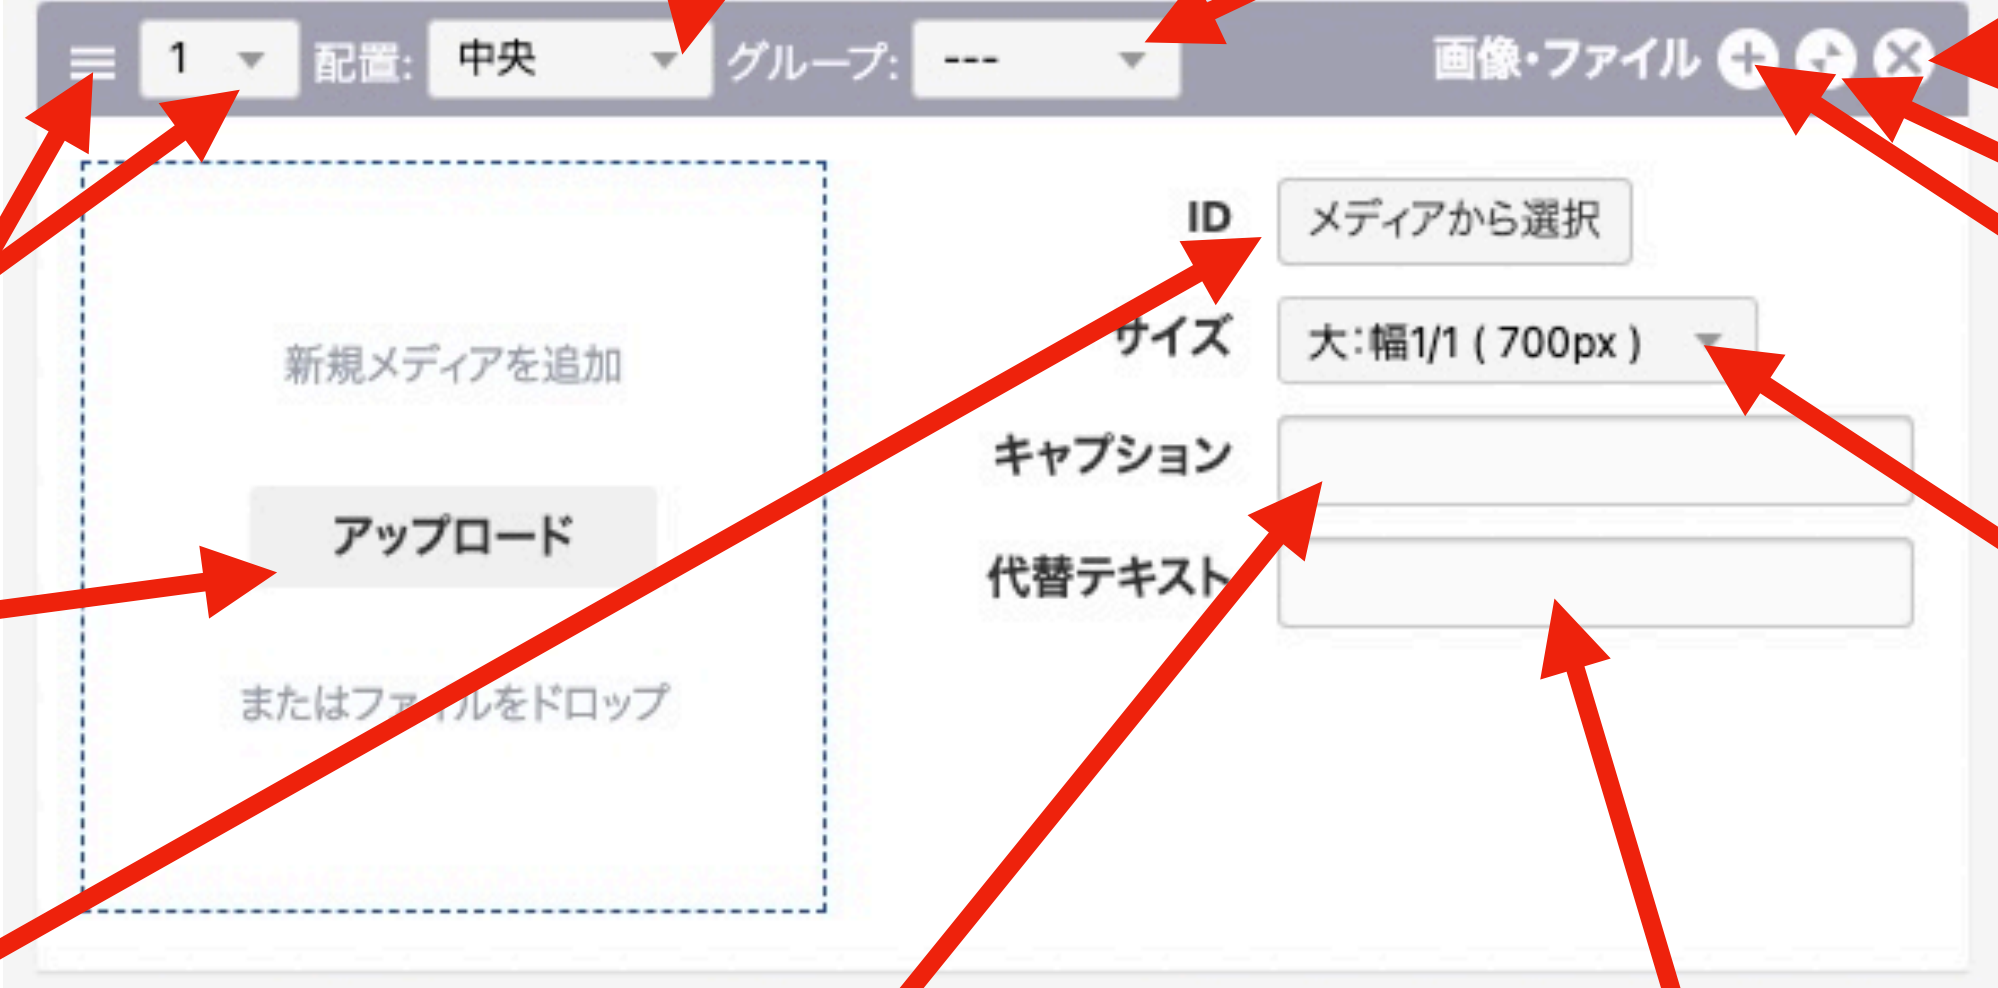 1 配置: 中央 グループ: --- 画像・ファイル
新規メディアを追加
アップロード
またはファイルをドロップ
ID メディアから選択
サイズ 大:幅1/1 ( 700px )
キャプション
代替テキスト